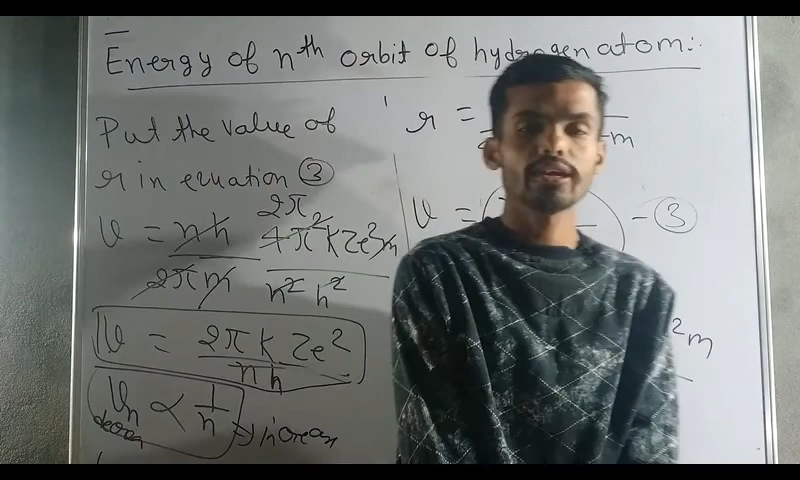 Energy of nth orbit of hydrogen atom:
Put the value of
r in equation ③
v = nh 4π²kze²m 2π
2πm n²h²
v = 2πkze²
nh
vn ∝ 1/n ⇒
r =
-m
v = - ③
²m